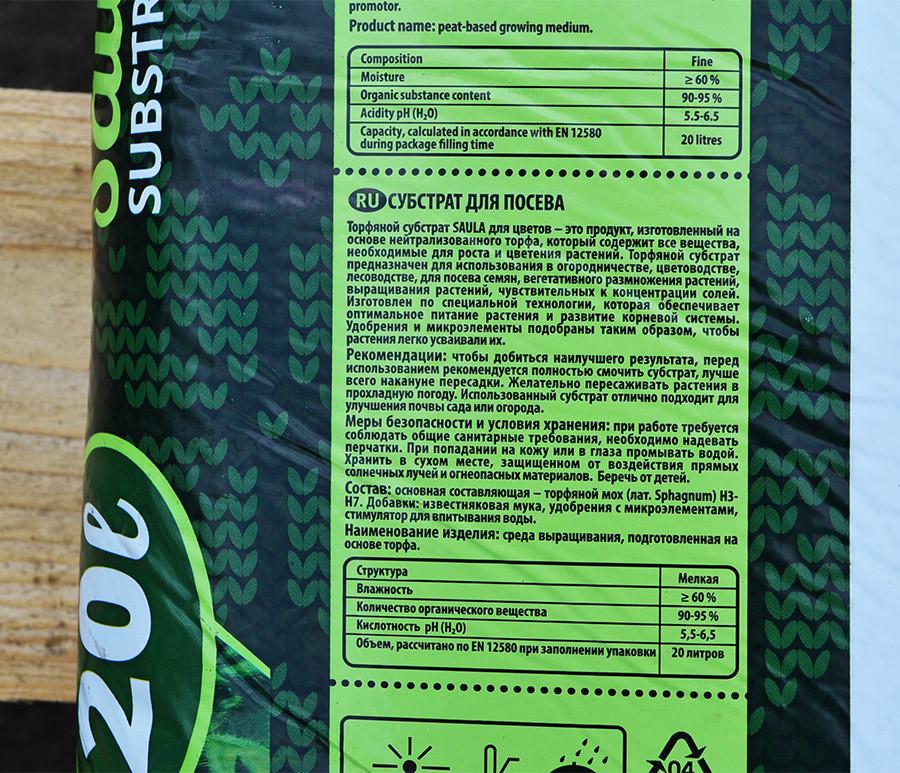 promotor.
Product name: peat-based growing medium.
Composition Fine
Moisture ≥ 60 %
Organic substance content 90-95 %
Acidity pH (H₂O) 5.5-6.5
Capacity, calculated in accordance with EN 12580
during package filling time 20 litres
RU СУБСТРАТ ДЛЯ ПОСЕВА
Торфяной субстрат SAULA для цветов – это продукт, изготовленный на
основе нейтрализованного торфа, который содержит все вещества,
необходимые для роста и цветения растений. Торфяной субстрат
предназначен для использования в огородничестве, цветоводстве,
лесоводстве, для посева семян, вегетативного размножения растений,
выращивания растений, чувствительных к концентрации солей.
Изготовлен по специальной технологии, которая обеспечивает
оптимальное питание растения и развитие корневой системы.
Удобрения и микроэлементы подобраны таким образом, чтобы
растения легко усваивали их.
Рекомендации: чтобы добиться наилучшего результата, перед
использованием рекомендуется полностью смочить субстрат, лучше
всего накануне пересадки. Желательно пересаживать растения в
прохладную погоду. Использованный субстрат отлично подходит для
улучшения почвы сада или огорода.
Меры безопасности и условия хранения: при работе требуется
соблюдать общие санитарные требования, необходимо надевать
перчатки. При попадании на кожу или в глаза промывать водой.
Хранить в сухом месте, защищенном от воздействия прямых
солнечных лучей и огнеопасных материалов. Беречь от детей.
Состав: основная составляющая – торфяной мох (лат. Sphagnum) H3-
H7. Добавки: известняковая мука, удобрения с микроэлементами,
стимулятор для впитывания воды.
Наименование изделия: среда выращивания, подготовленная на
основе торфа.
Структура Мелкая
Влажность ≥ 60 %
Количество органического вещества 90-95 %
Кислотность pH (H₂O) 5,5-6,5
Объем, рассчитано по EN 12580 при заполнении упаковки 20 литров
04
SUBSTR
20ℓ